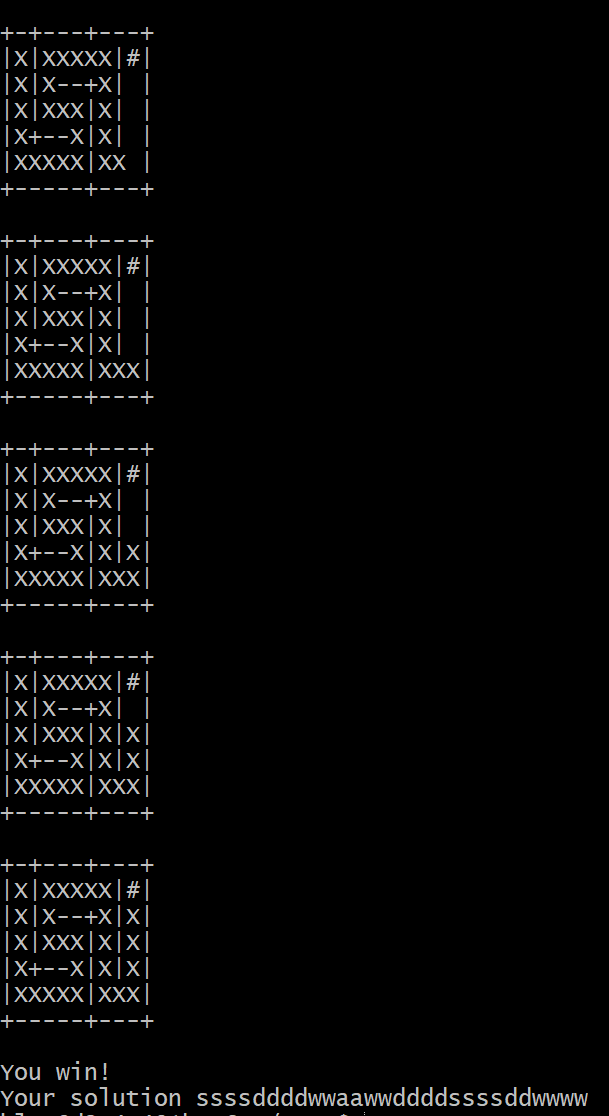 +-+---+---+
|X|XXXXX|#|
|X|X--+X| |
|X|XXX|X| |
|X+--X|X| |
|XXXXX|XX |
+-----+---+
+-+---+---+
|X|XXXXX|#|
|X|X--+X| |
|X|XXX|X| |
|X+--X|X| |
|XXXXX|XXX|
+-----+---+
+-+---+---+
|X|XXXXX|#|
|X|X--+X| |
|X|XXX|X| |
|X+--X|X|X|
|XXXXX|XXX|
+-----+---+
+-+---+---+
|X|XXXXX|#|
|X|X--+X| |
|X|XXX|X|X|
|X+--X|X|X|
|XXXXX|XXX|
+-----+---+
+-+---+---+
|X|XXXXX|#|
|X|X--+X|X|
|X|XXX|X|X|
|X+--X|X|X|
|XXXXX|XXX|
+-----+---+
You win!
Your solution ssssddddwwaawwddddssssddwwww